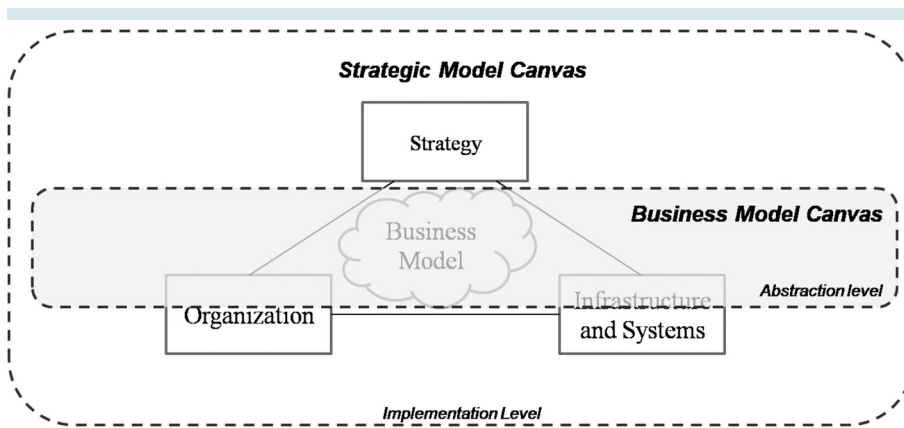 Strategic Model Canvas
Strategy
Business Model Canvas
Business
Model
Abstraction level
Organization
Infrastructure
and Systems
Implementation Level